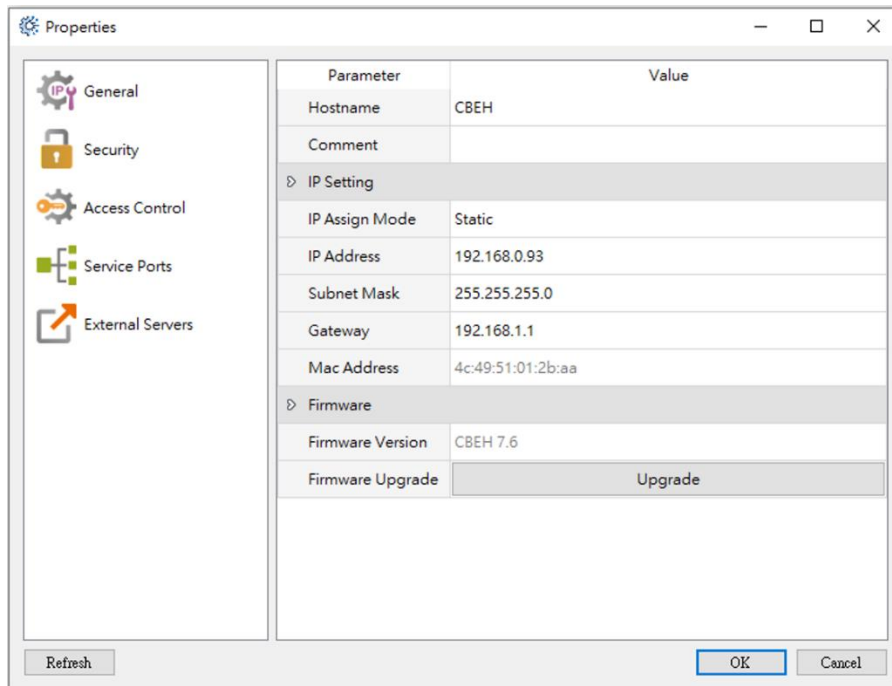 Properties
General
Security
Access Control
Service Ports
External Servers
Parameter Value
Hostname CBEH
Comment
IP Setting
IP Assign Mode Static
IP Address 192.168.0.93
Subnet Mask 255.255.255.0
Gateway 192.168.1.1
Mac Address 4c:49:51:01:2b:aa
Firmware
Firmware Version CBEH 7.6
Firmware Upgrade Upgrade
Refresh OK Cancel